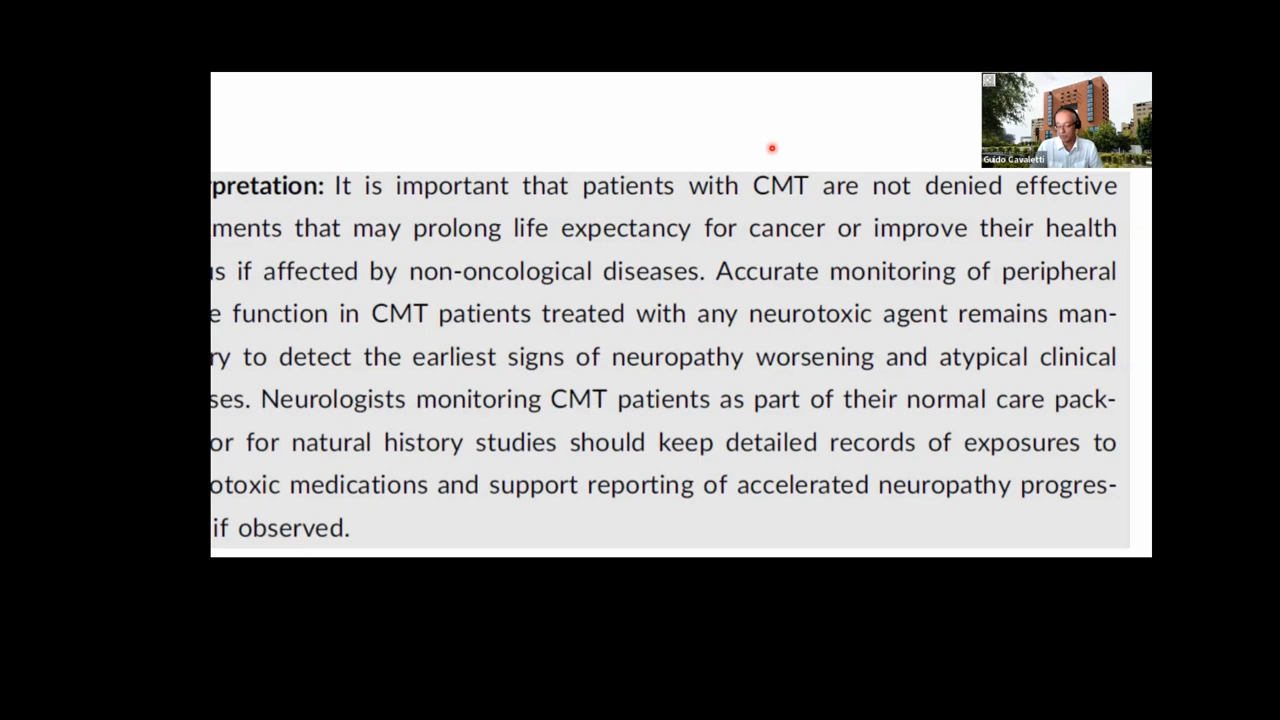 Guido Cavaletti
rpretation: It is important that patients with CMT are not denied effective
ments that may prolong life expectancy for cancer or improve their health
us if affected by non-oncological diseases. Accurate monitoring of peripheral
e function in CMT patients treated with any neurotoxic agent remains man-
ry to detect the earliest signs of neuropathy worsening and atypical clinical
ses. Neurologists monitoring CMT patients as part of their normal care pack-
or for natural history studies should keep detailed records of exposures to
otoxic medications and support reporting of accelerated neuropathy progres-
if observed.